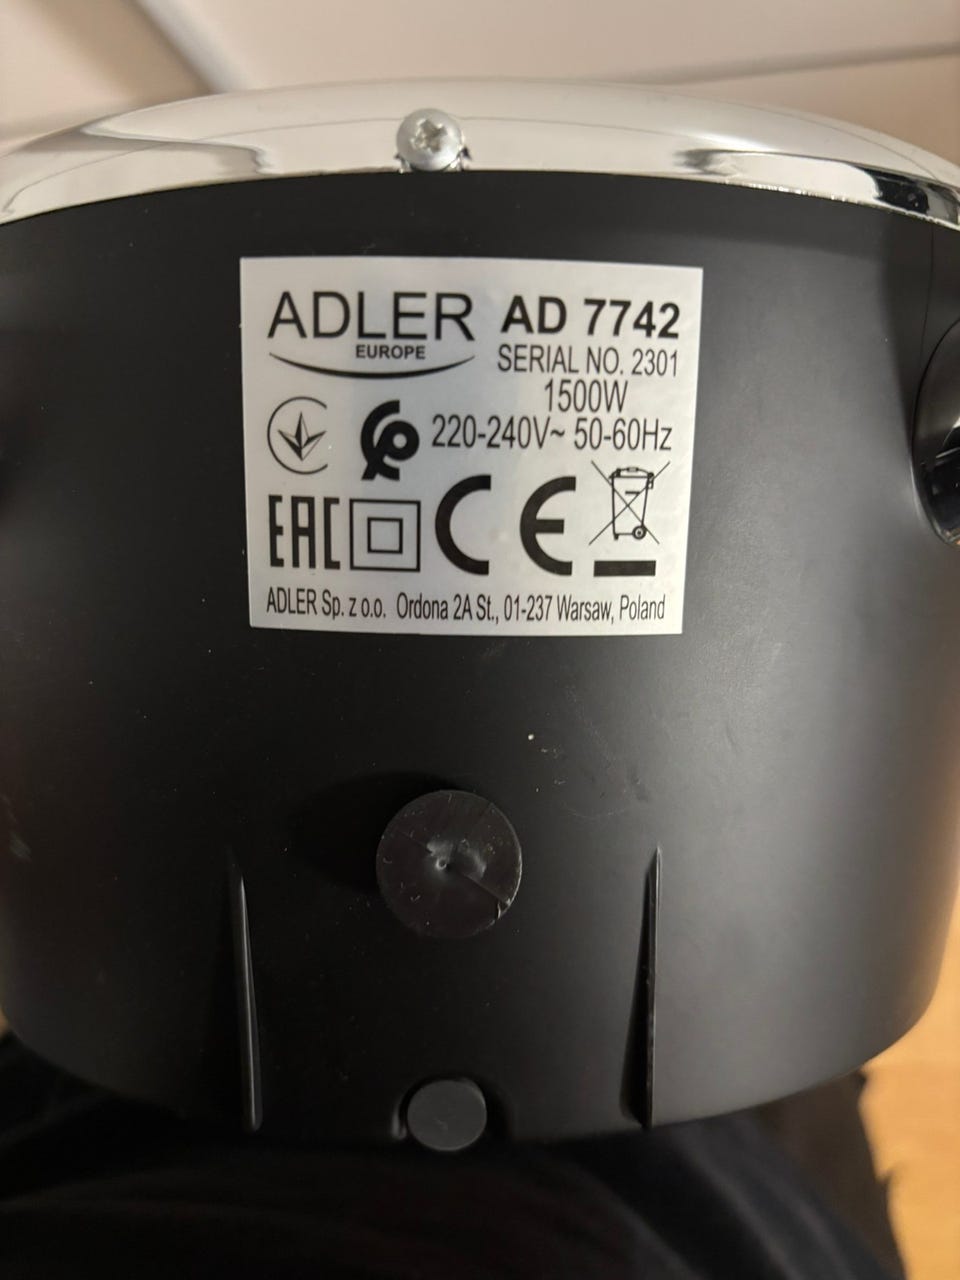 ADLER
EUROPE
AD 7742
SERIAL NO. 2301
1500W
220-240V~ 50-60Hz
EAC
CE
ADLER Sp. z o.o. Ordona 2A St., 01-237 Warsaw, Poland